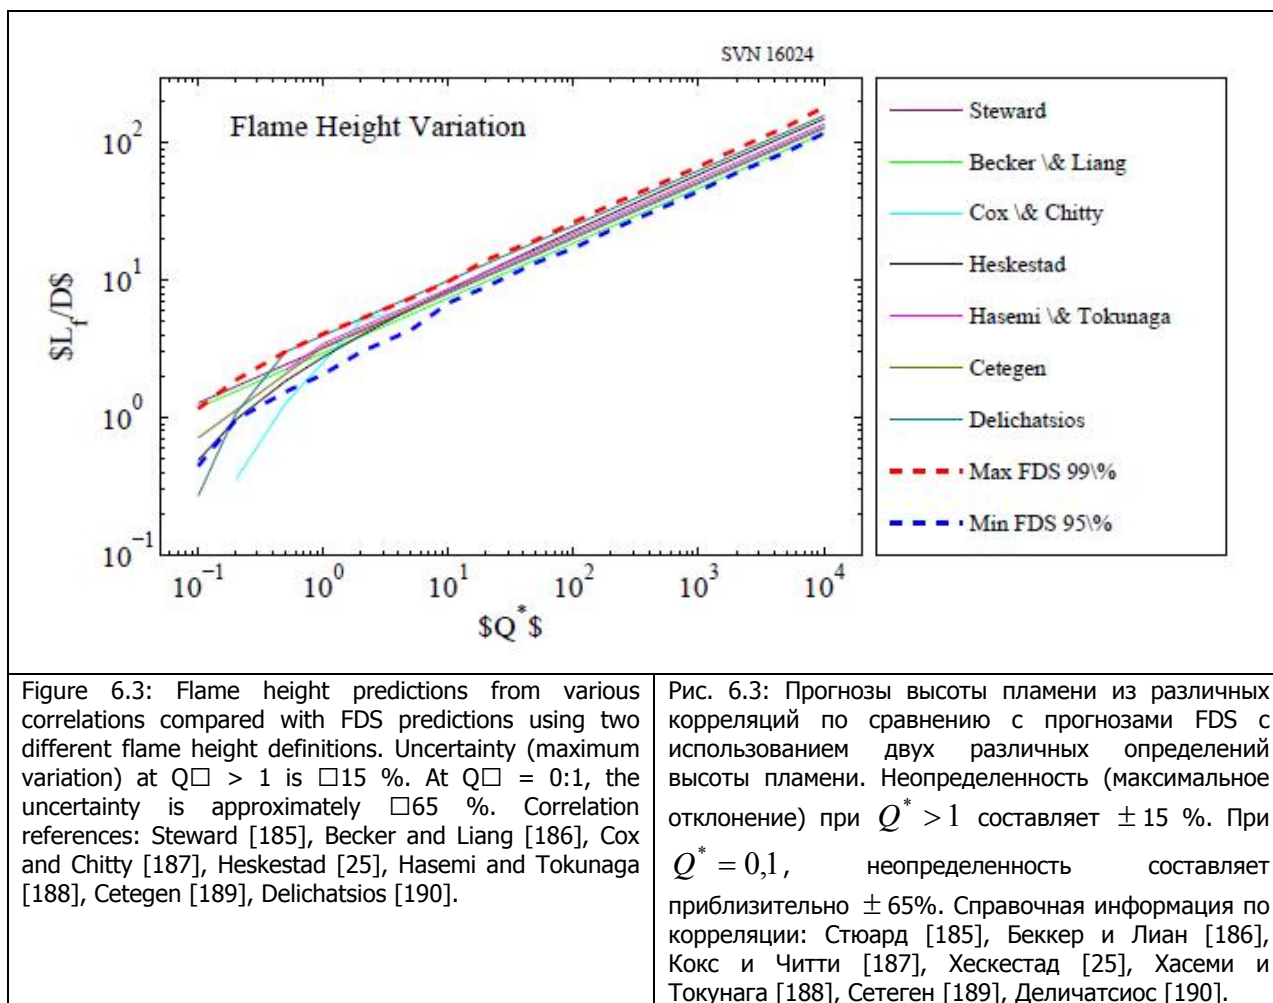 SVN 16024
Flame Height Variation
10^2
10^1
10^0
10^−1
$L_f/D$
10^−1 10^0 10^1 10^2 10^3 10^4
$Q^*$
Steward
Becker \& Liang
Cox \& Chitty
Heskestad
Hasemi \& Tokunaga
Cetegen
Delichatsios
Max FDS 99\%
Min FDS 95\%
Figure 6.3: Flame height predictions from various
correlations compared with FDS predictions using two
different flame height definitions. Uncertainty (maximum
variation) at Q□ > 1 is □15 %. At Q□ = 0:1, the
uncertainty is approximately □65 %. Correlation
references: Steward [185], Becker and Liang [186], Cox
and Chitty [187], Heskestad [25], Hasemi and Tokunaga
[188], Cetegen [189], Delichatsios [190].
Рис. 6.3: Прогнозы высоты пламени из различных
корреляций по сравнению с прогнозами FDS с
использованием двух различных определений
высоты пламени. Неопределенность (максимальное
отклонение) при Q^* > 1 составляет ± 15 %. При
Q^* = 0,1, неопределенность составляет
приблизительно ± 65%. Справочная информация по
корреляции: Стюард [185], Беккер и Лиан [186],
Кокс и Читти [187], Хескестад [25], Хасеми и
Токунага [188], Сетеген [189], Деличатсиос [190].